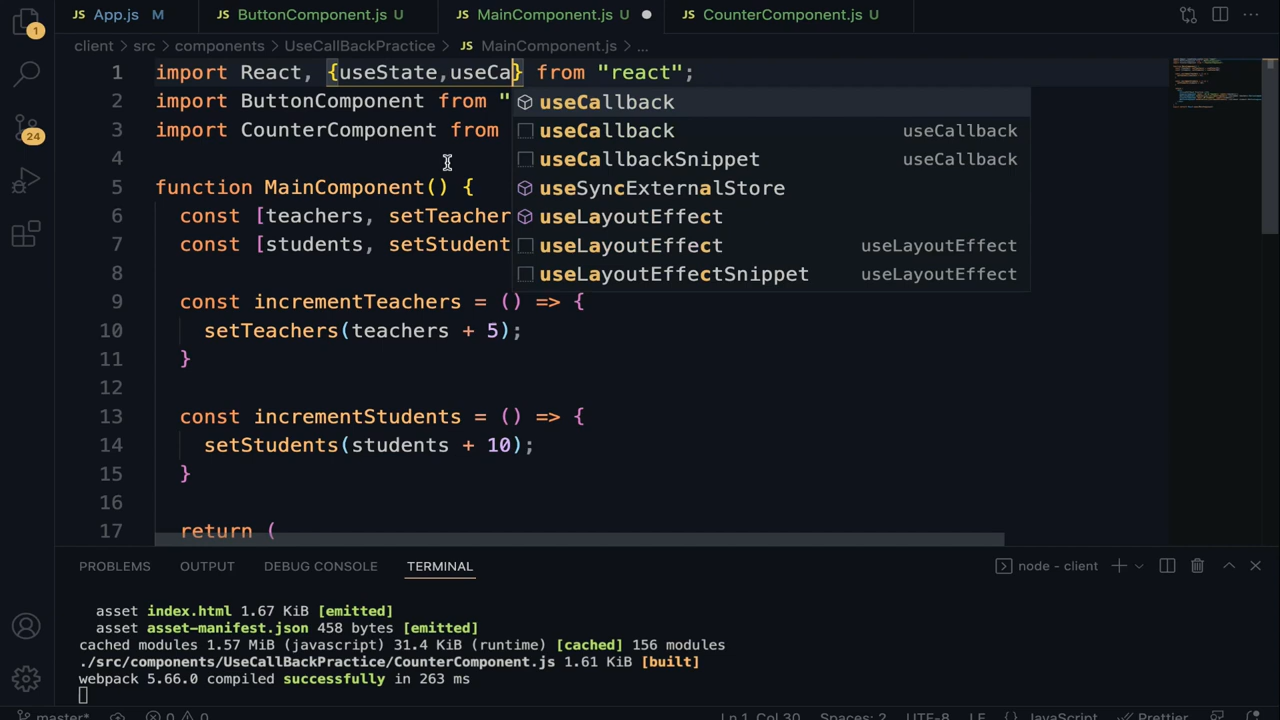 App.js M ButtonComponent.js U MainComponent.js U CounterComponent.js U
1
client > src > components > UseCallBackPractice > JS MainComponent.js > ...
1 import React, {useState,useCa} from "react";
2 import ButtonComponent from "
3 import CounterComponent from
4
5 function MainComponent() {
6 const [teachers, setTeacher
7 const [students, setStudent
8
9 const incrementTeachers = () => {
10 setTeachers(teachers + 5);
11 }
12
13 const incrementStudents = () => {
14 setStudents(students + 10);
15 }
16
17 return (
useCallback
useCallback useCallback
useCallbackSnippet useCallback
useSyncExternalStore
useLayoutEffect
useLayoutEffect useLayoutEffect
useLayoutEffectSnippet useLayoutEffect
24
PROBLEMS OUTPUT DEBUG CONSOLE TERMINAL node - client
asset index.html 1.67 KiB [emitted]
asset asset-manifest.json 458 bytes [emitted]
cached modules 1.57 MiB (javascript) 31.4 KiB (runtime) [cached] 156 modules
./src/components/UseCallBackPractice/CounterComponent.js 1.61 KiB [built]
webpack 5.66.0 compiled successfully in 263 ms
master* 0 0 Ln 1, Col 30 Spaces: 2 UTF-8 LF {} JavaScript Prettier